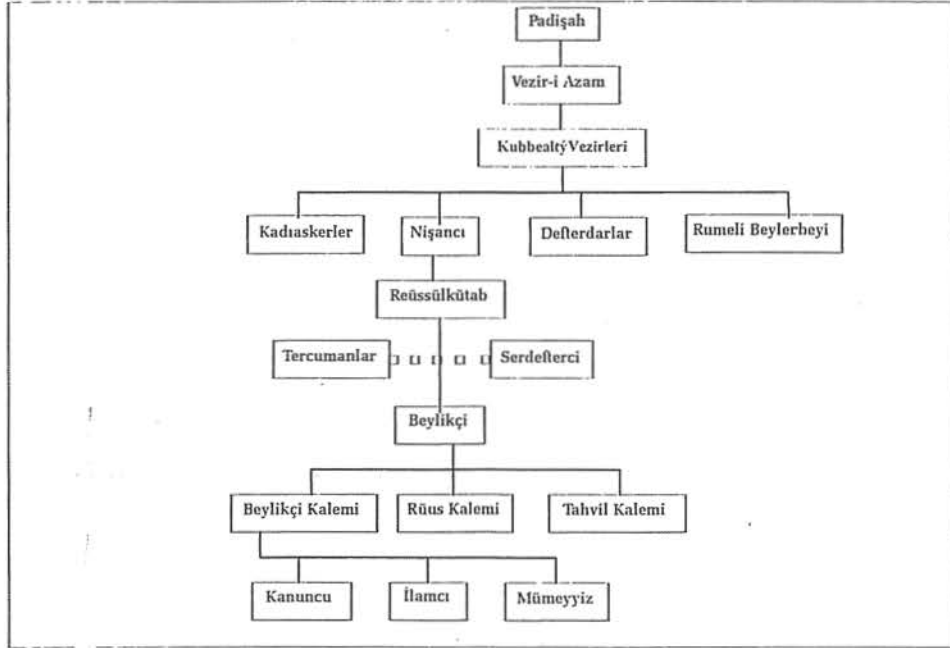 Padişah
Vezir-i Azam
KubbealtýVezirleri
Kadıaskerler
Nişancı
Defterdarlar
Rumeli Beylerbeyi
Reüssülkütab
Tercumanlar
Serdefterci
Beylikçi
Beylikçi Kalemi
Rüus Kalemi
Tahvil Kalemi
Kanuncu
İlamcı
Mümeyyiz